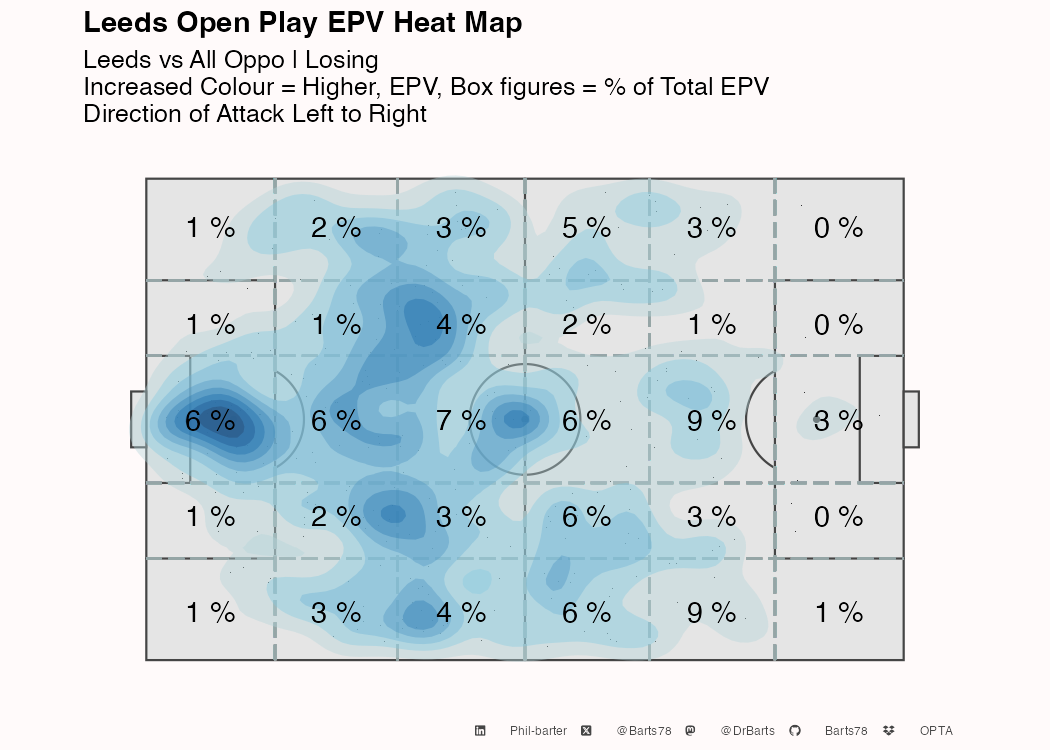 Leeds Open Play EPV Heat Map
Leeds vs All Oppo | Losing
Increased Colour = Higher, EPV, Box figures = % of Total EPV
Direction of Attack Left to Right
1 % 2 % 3 % 5 % 3 % 0 %
1 % 1 % 4 % 2 % 1 % 0 %
6 % 6 % 7 % 6 % 9 % 3 %
1 % 2 % 3 % 6 % 3 % 0 %
1 % 3 % 4 % 6 % 9 % 1 %
Phil-barter @Barts78 @DrBarts Barts78 OPTA